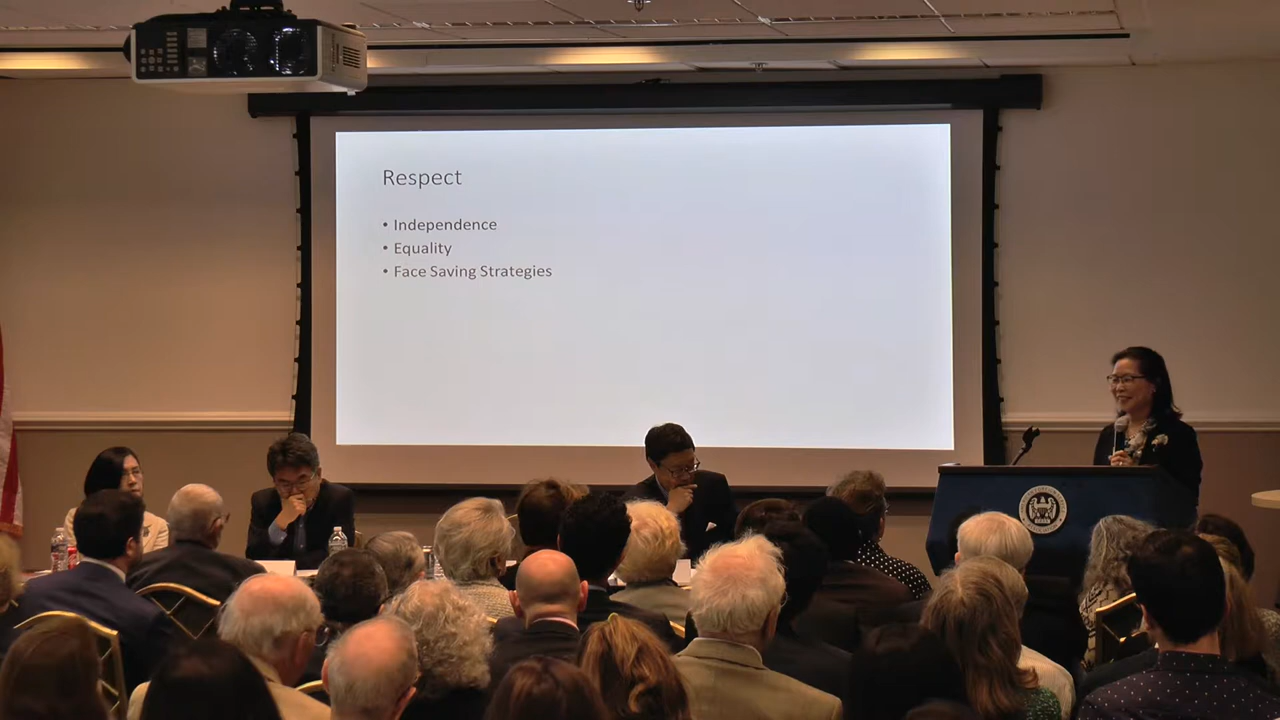 Respect
• Independence
• Equality
• Face Saving Strategies